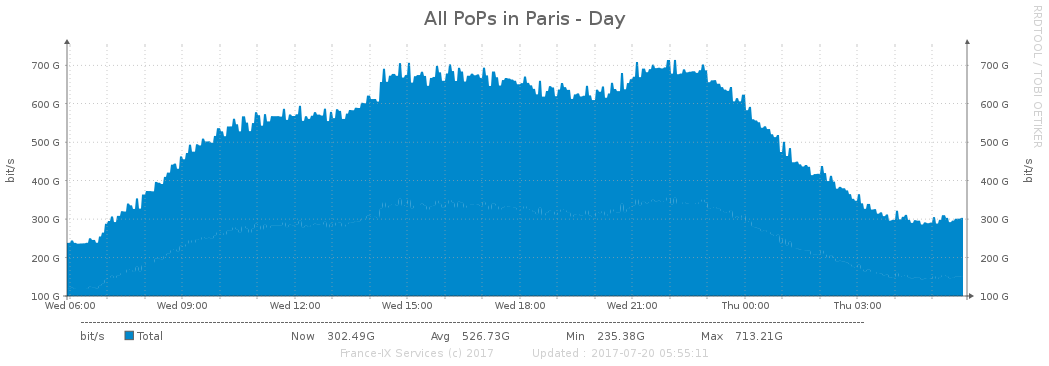 All PoPs in Paris - Day
RRDTOOL / TOBI OETIKER
bit/s
700 G
600 G
500 G
400 G
300 G
200 G
100 G
700 G
600 G
500 G
400 G
300 G
200 G
100 G
bit/s
Wed 06:00 Wed 09:00 Wed 12:00 Wed 15:00 Wed 18:00 Wed 21:00 Thu 00:00 Thu 03:00
bit/s Total Now 302.49G Avg 526.73G Min 235.38G Max 713.21G
France-IX Services (c) 2017 Updated : 2017-07-20 05:55:11